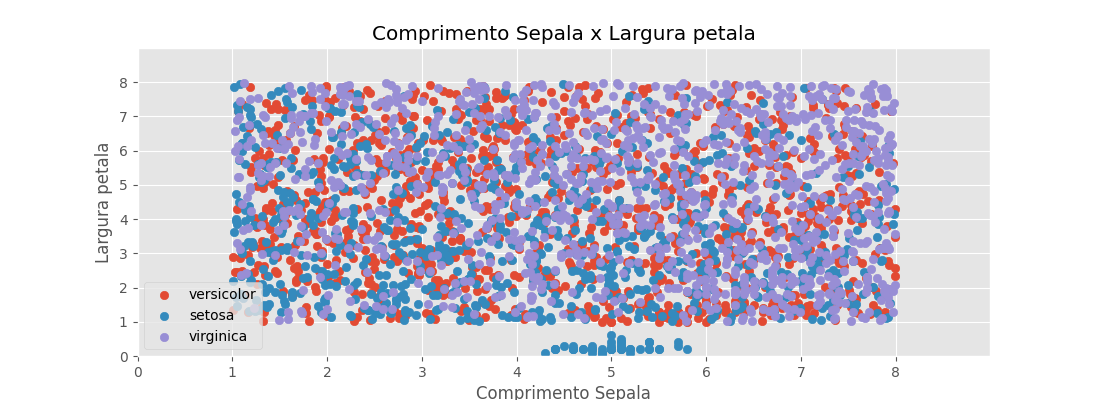 Comprimento Sepala x Largura petala
8
7
6
5
4
3
2
1
0
Largura petala
versicolor
setosa
virginica
0 1 2 3 4 5 6 7 8
Comprimento Sepala